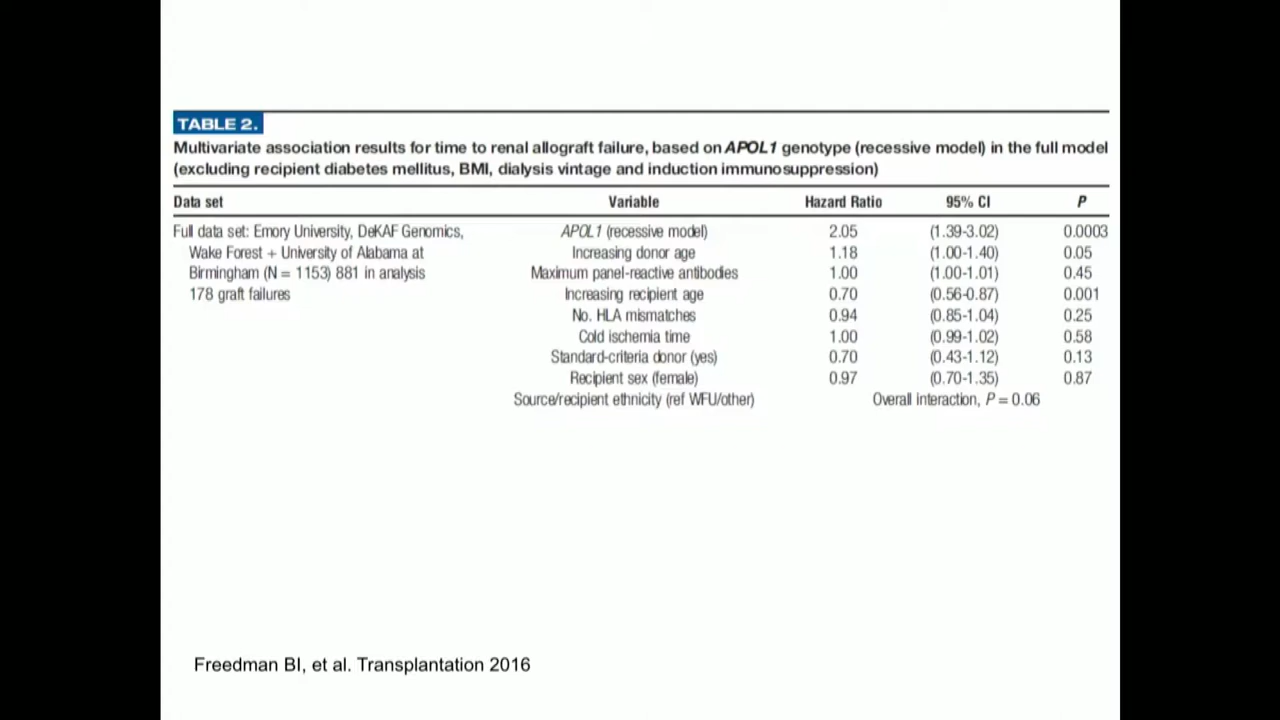 TABLE 2.
Multivariate association results for time to renal allograft failure, based on APOL1 genotype (recessive model) in the full model
(excluding recipient diabetes mellitus, BMI, dialysis vintage and induction immunosuppression)
Data set Variable Hazard Ratio 95% CI P
Full data set: Emory University, DeKAF Genomics, APOL1 (recessive model) 2.05 (1.39-3.02) 0.0003
Wake Forest + University of Alabama at Increasing donor age 1.18 (1.00-1.40) 0.05
Birmingham (N = 1153) 881 in analysis Maximum panel-reactive antibodies 1.00 (1.00-1.01) 0.45
178 graft failures Increasing recipient age 0.70 (0.56-0.87) 0.001
No. HLA mismatches 0.94 (0.85-1.04) 0.25
Cold ischemia time 1.00 (0.99-1.02) 0.58
Standard-criteria donor (yes) 0.70 (0.43-1.12) 0.13
Recipient sex (female) 0.97 (0.70-1.35) 0.87
Source/recipient ethnicity (ref WFU/other) Overall interaction, P = 0.06
Freedman BI, et al. Transplantation 2016